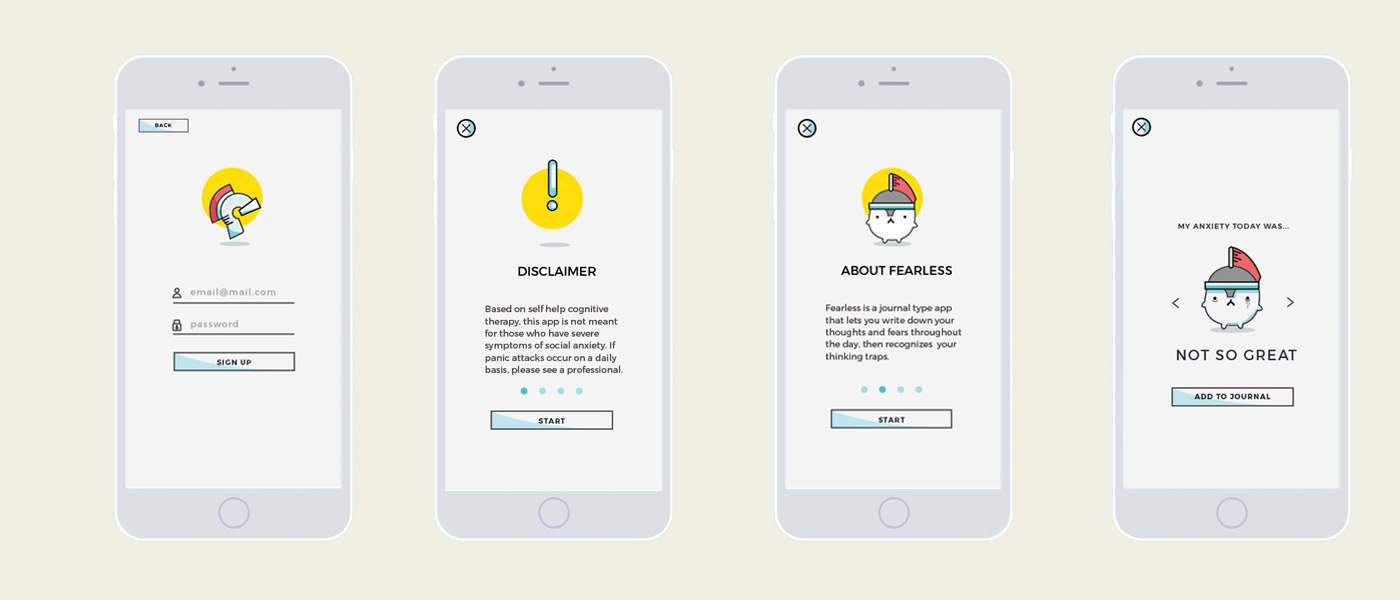 BACK
email@mail.com
password
SIGN UP
DISCLAIMER
Based on self help cognitive
therapy, this app is not meant
for those who have severe
symptoms of social anxiety. If
panic attacks occur on a daily
basis, please see a professional.
START
ABOUT FEARLESS
Fearless is a journal type app
that lets you write down your
thoughts and fears throughout
the day, then recognizes your
thinking traps.
START
MY ANXIETY TODAY WAS...
NOT SO GREAT
ADD TO JOURNAL